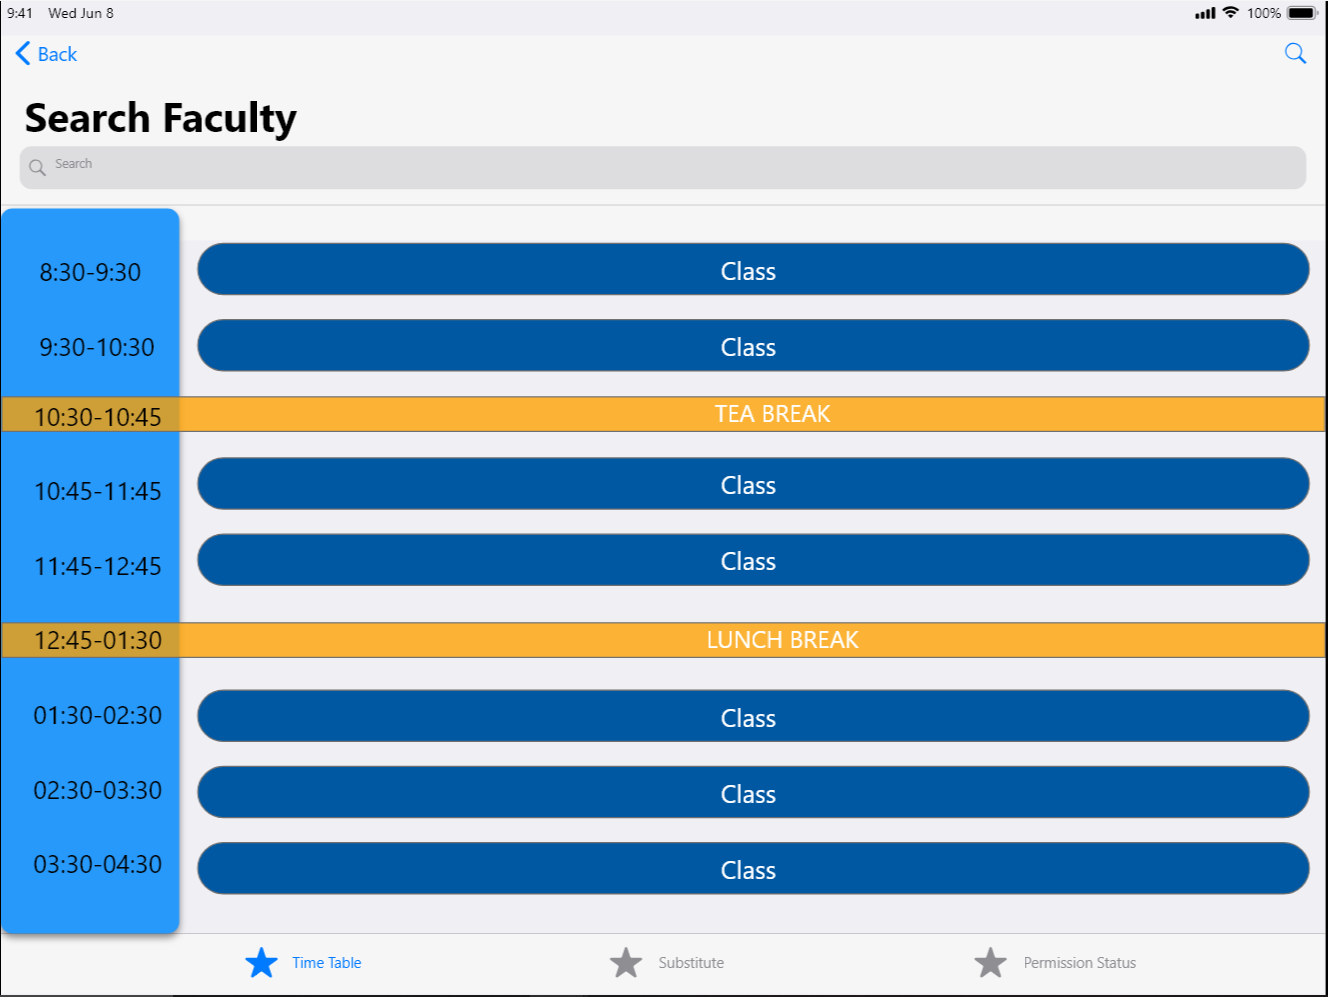 9:41 Wed Jun 8 100%
Back
Search Faculty
Search
8:30-9:30 Class
9:30-10:30 Class
10:30-10:45 TEA BREAK
10:45-11:45 Class
11:45-12:45 Class
12:45-01:30 LUNCH BREAK
01:30-02:30 Class
02:30-03:30 Class
03:30-04:30 Class
Time Table Substitute Permission Status